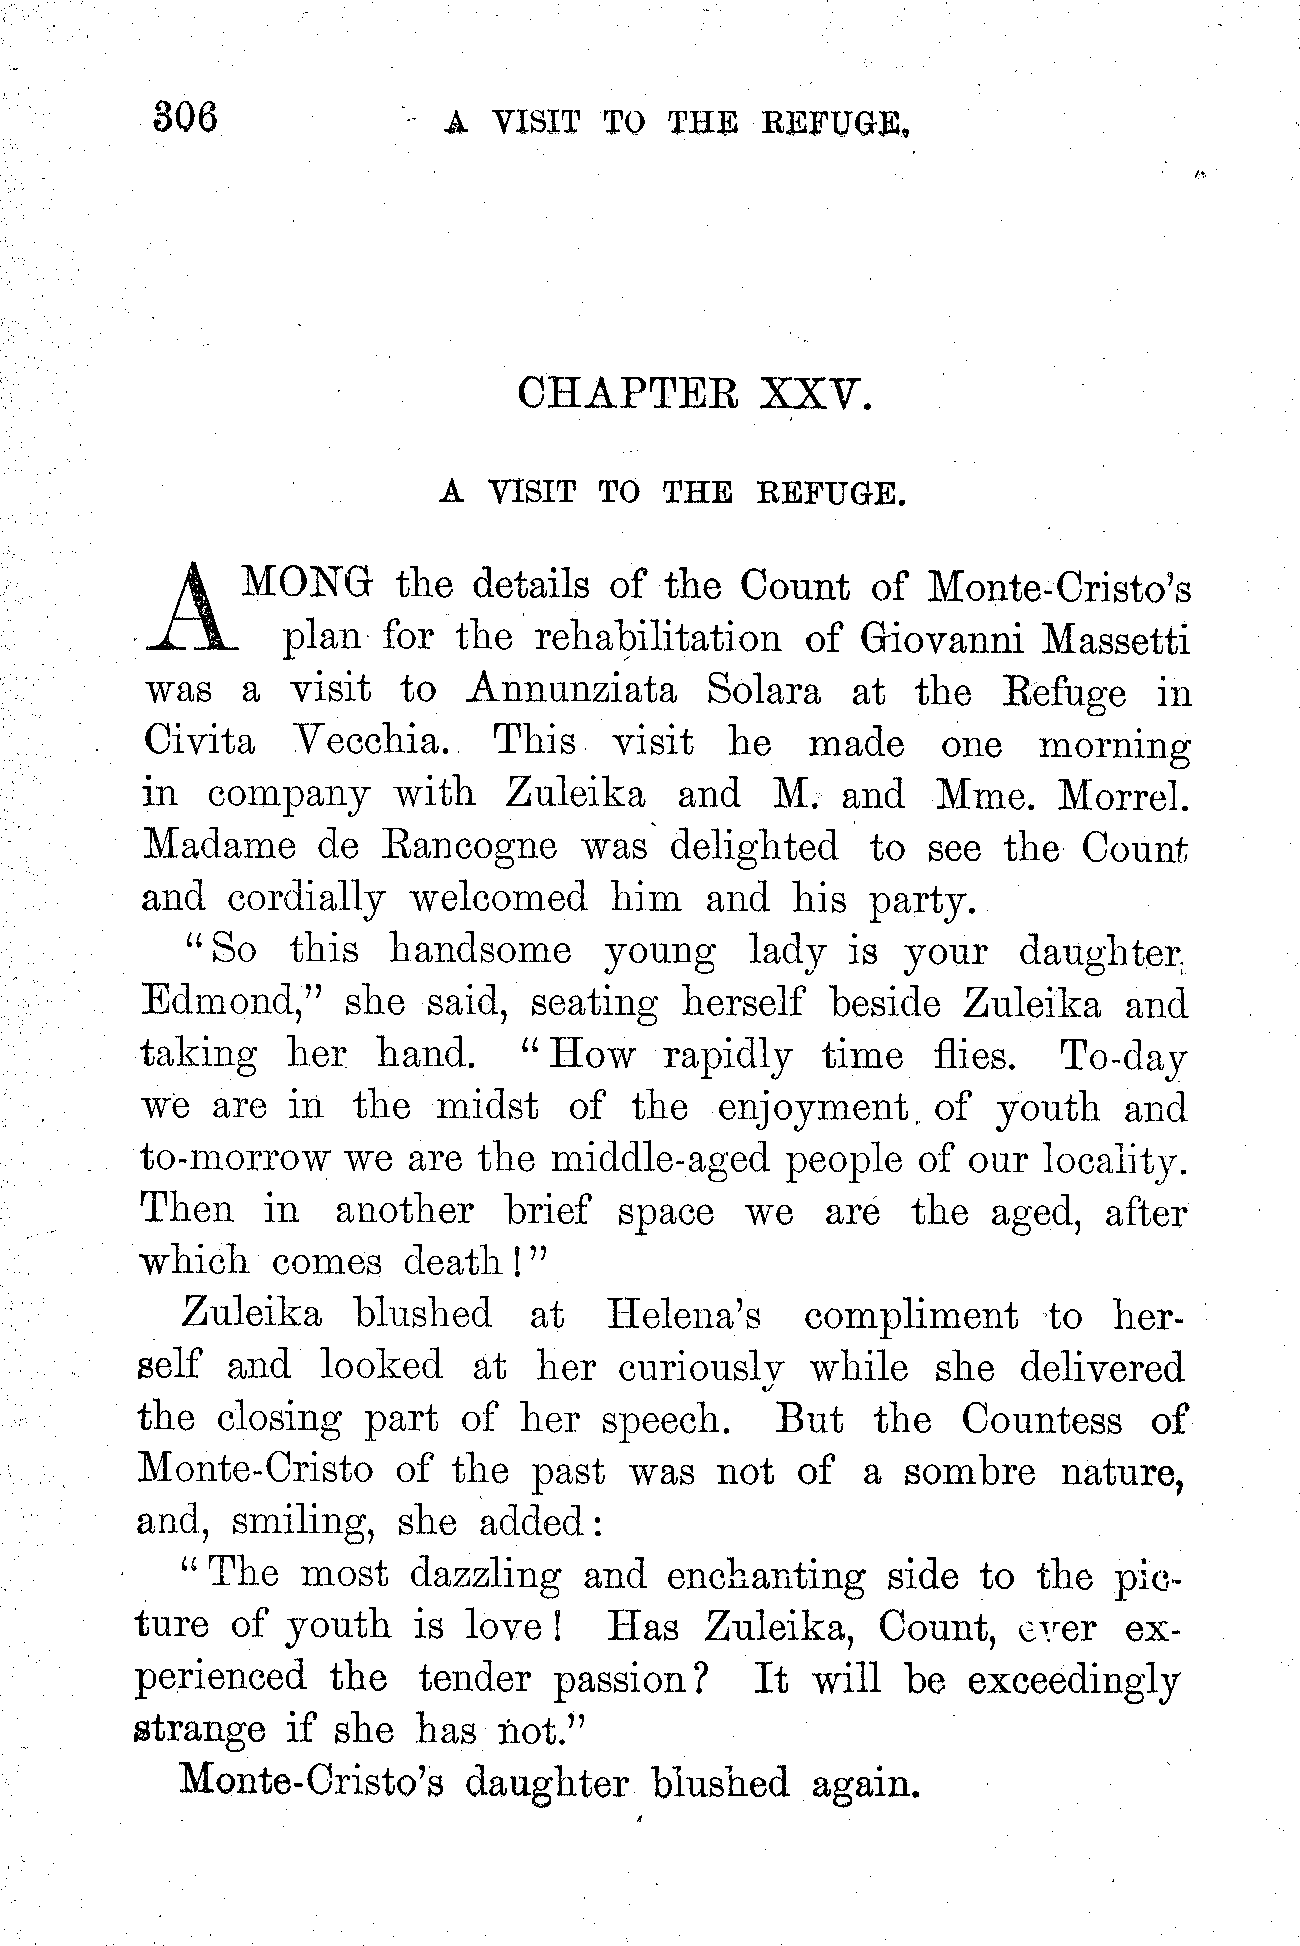 306 A VISIT TO THE REFUGE.
CHAPTER XXV.
A VISIT TO THE REFUGE.
AMONG the details of the Count of Monte-Cristo's
plan for the rehabilitation of Giovanni Massetti
was a visit to Annunziata Solara at the Refuge in
Civita Vecchia. This visit he made one morning
in company with Zuleika and M. and Mme. Morrel.
Madame de Rancogne was delighted to see the Count
and cordially welcomed him and his party.
"So this handsome young lady is your daughter,
Edmond," she said, seating herself beside Zuleika and
taking her hand. "How rapidly time flies. To-day
we are in the midst of the enjoyment of youth and
to-morrow we are the middle-aged people of our locality.
Then in another brief space we are the aged, after
which comes death!"
Zuleika blushed at Helena's compliment to her-
self and looked at her curiously while she delivered
the closing part of her speech. But the Countess of
Monte-Cristo of the past was not of a sombre nature,
and, smiling, she added:
"The most dazzling and enchanting side to the pic-
ture of youth is love! Has Zuleika, Count, ever ex-
perienced the tender passion? It will be exceedingly
strange if she has not."
Monte-Cristo's daughter blushed again.